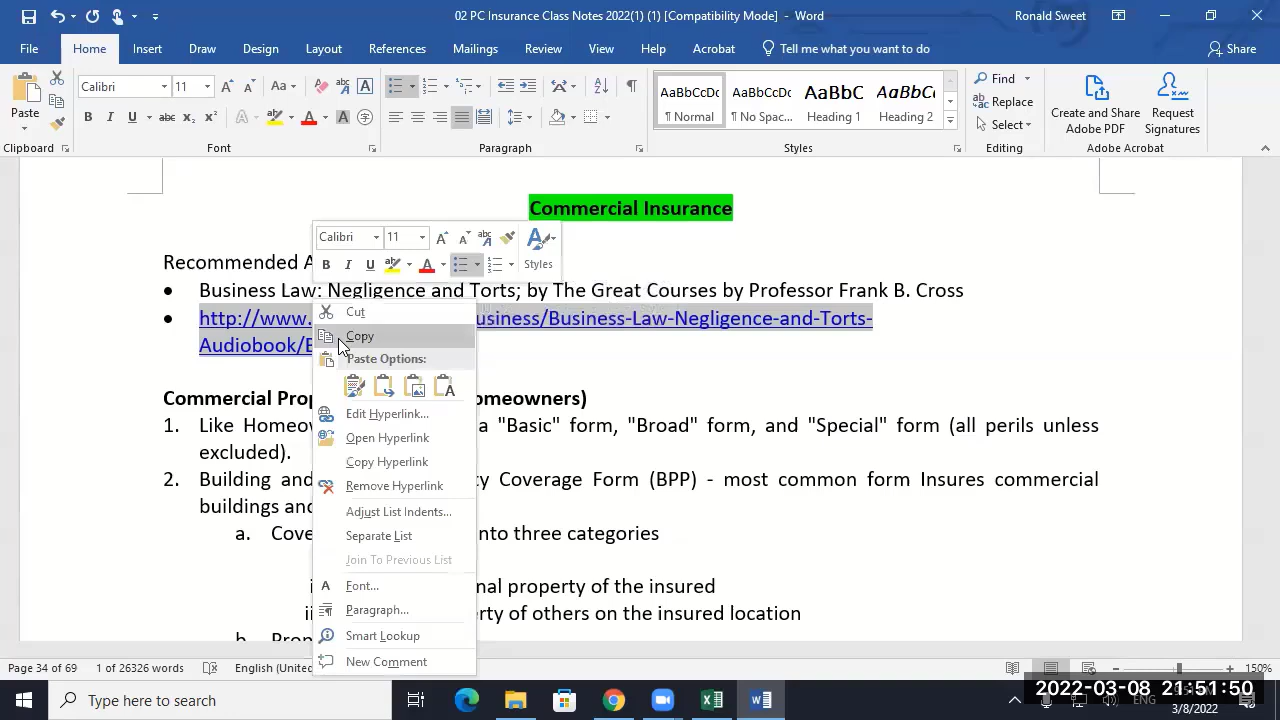 02 PC Insurance Class Notes 2022(1) (1) [Compatibility Mode] - Word
Ronald Sweet
File Home Insert Draw Design Layout References Mailings Review View Help Acrobat Tell me what you want to do Share
Paste
Clipboard
Calibri 11
Font
Paragraph
AaBbCcDc AaBbCcDc AaBbC AaBbC
¶ Normal ¶ No Spac... Heading 1 Heading 2
Styles
Find
Replace
Select
Editing
Create and Share Adobe PDF
Request Signatures
Adobe Acrobat
Commercial Insurance
Calibri 11
Styles
Recommended A
• Business Law: Negligence and Torts; by The Great Courses by Professor Frank B. Cross
• http://www. usiness/Business-Law-Negligence-and-Torts-
Audiobook/B
Cut
Copy
Paste Options:
Edit Hyperlink...
Open Hyperlink
Copy Hyperlink
Remove Hyperlink
Adjust List Indents...
Separate List
Join To Previous List
Font...
Paragraph...
Smart Lookup
New Comment
Commercial Prop omeowners)
1. Like Homeov a "Basic" form, "Broad" form, and "Special" form (all perils unless
excluded).
2. Building and ty Coverage Form (BPP) - most common form Insures commercial
buildings and
a. Cove nto three categories
nal property of the insured
erty of others on the insured location
b. Prop
Page 34 of 69 1 of 26326 words English (Unite 150%
Type here to search
2022-03-08 21:51:50
ENG
3/8/2022